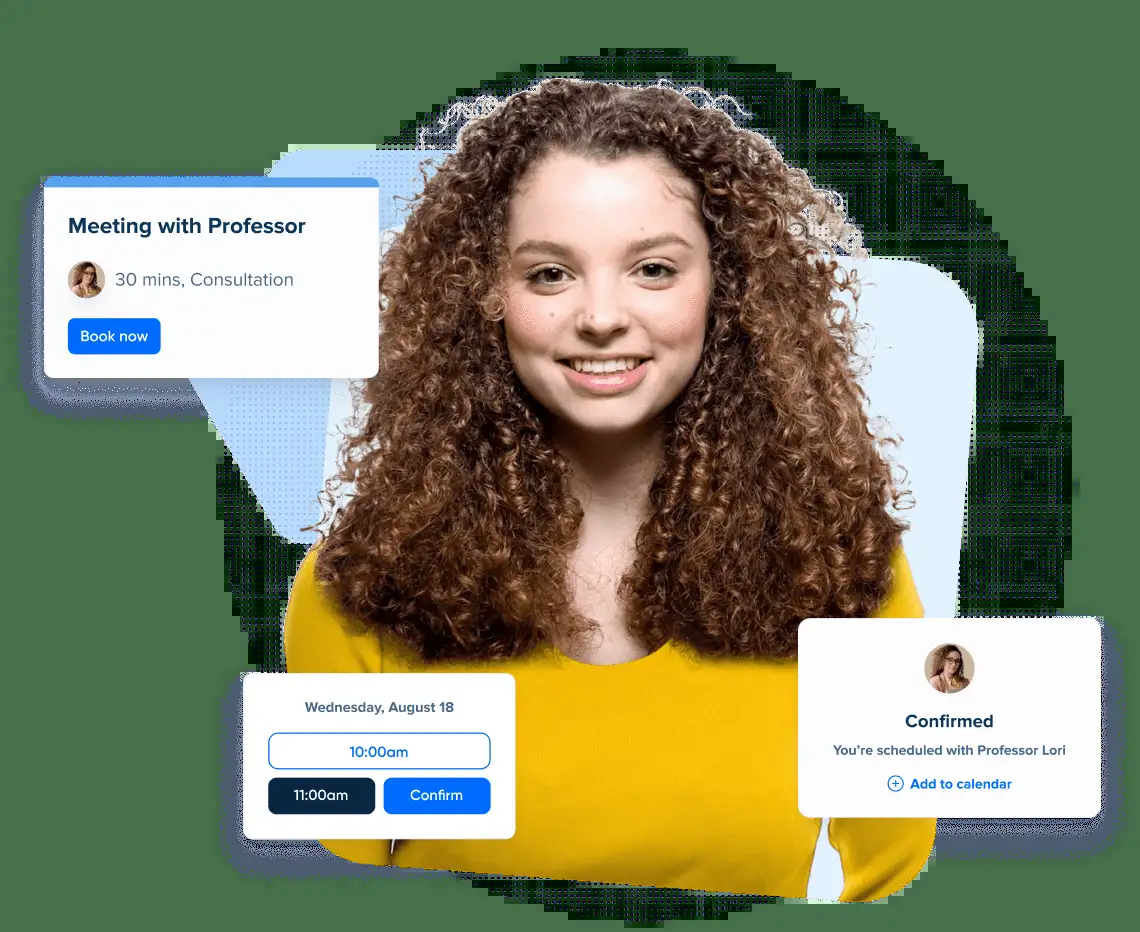 Meeting with Professor
30 mins, Consultation
Book now
Wednesday, August 18
10:00am
11:00am
Confirm
Confirmed
You’re scheduled with Professor Lori
Add to calendar